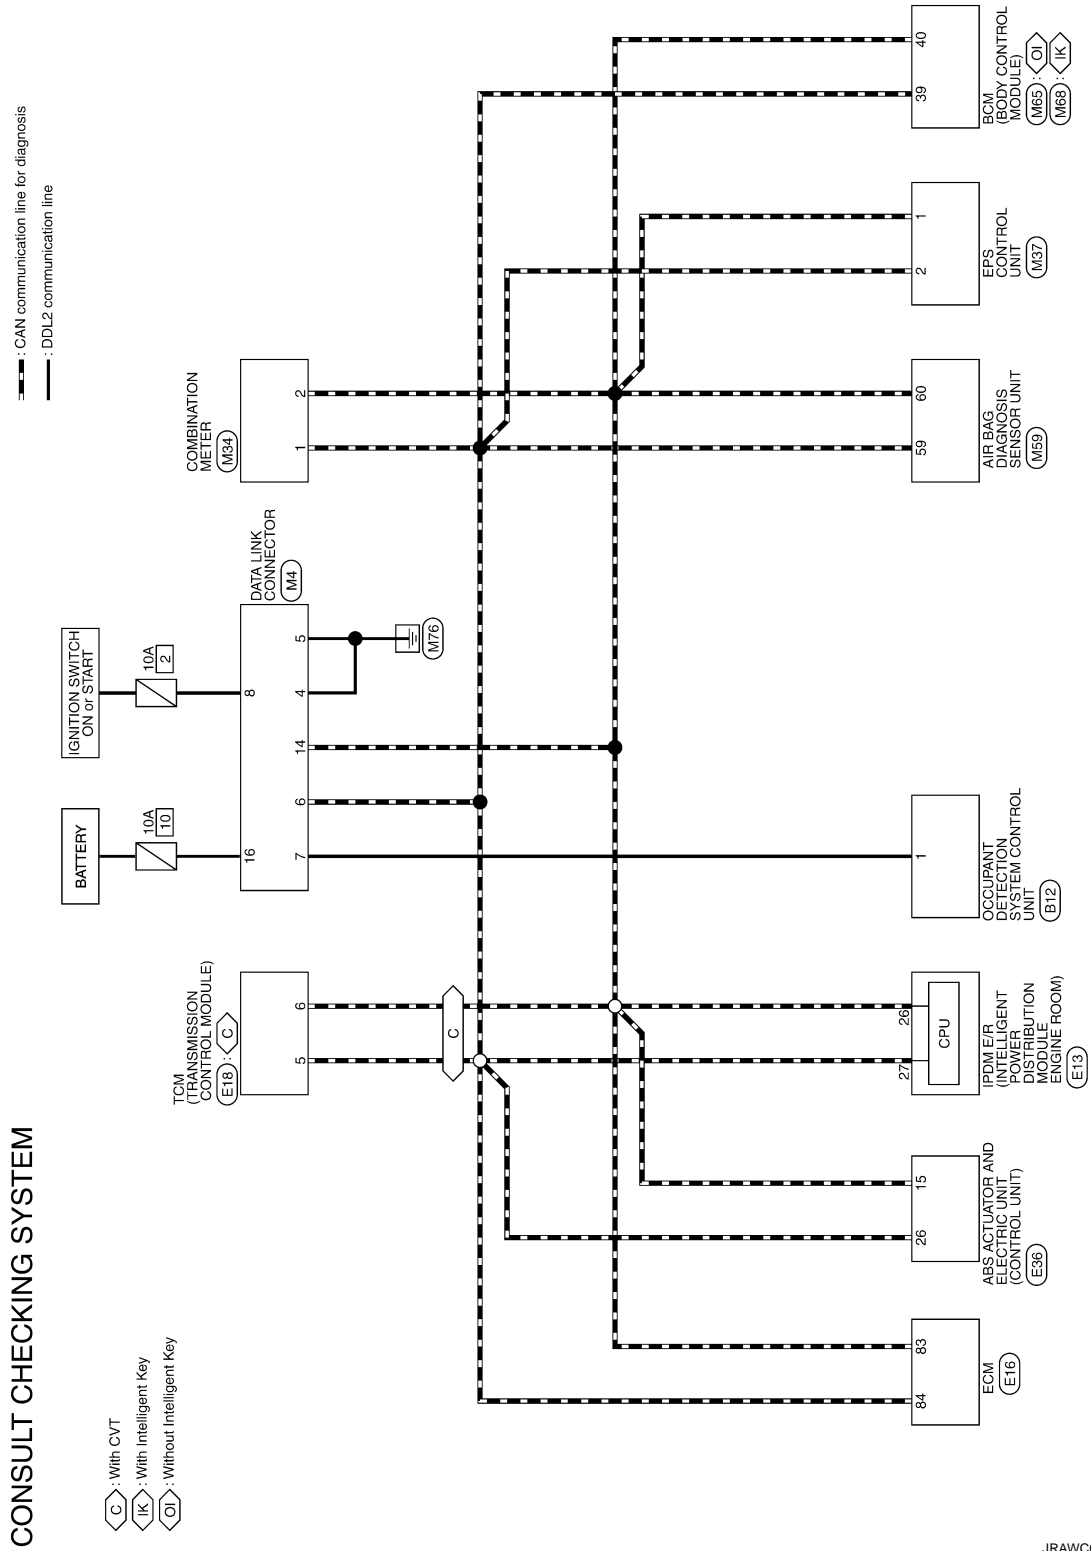 CONSULT CHECKING SYSTEM
: CAN communication line for diagnosis
: DDL2 communication line
C : With CVT
IK : With Intelligent Key
OI : Without Intelligent Key
BATTERY
10A
10
IGNITION SWITCH
ON or START
10A
2
TCM
(TRANSMISSION
CONTROL MODULE)
E18 : C
5
6
C
16
8
7
6
14
4
5
DATA LINK
CONNECTOR
M4
M76
COMBINATION
METER
M34
1
2
84
83
ECM
E16
26
15
ABS ACTUATOR AND
ELECTRIC UNIT
(CONTROL UNIT)
E36
27
26
CPU
IPDM E/R
(INTELLIGENT
POWER
DISTRIBUTION
MODULE
ENGINE ROOM)
E13
1
OCCUPANT
DETECTION
SYSTEM CONTROL
UNIT
B12
59
60
AIR BAG
DIAGNOSIS
SENSOR UNIT
M59
2
1
EPS
CONTROL
UNIT
M37
39
40
BCM
(BODY CONTROL
MODULE)
M65 : OI
M68 : IK